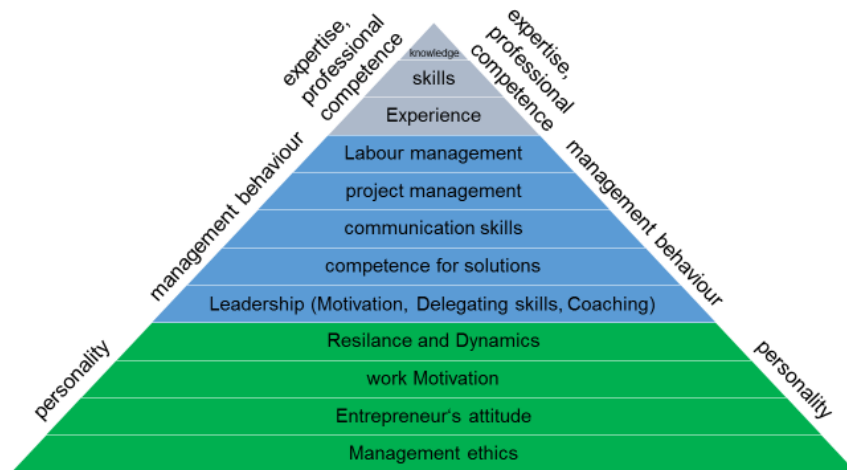 expertise,
professional
competence
expertise,
professional
competence
knowledge
skills
Experience
management behaviour
management behaviour
Labour management
project management
communication skills
competence for solutions
Leadership (Motivation, Delegating skills, Coaching)
personality
personality
Resilance and Dynamics
work Motivation
Entrepreneur‘s attitude
Management ethics